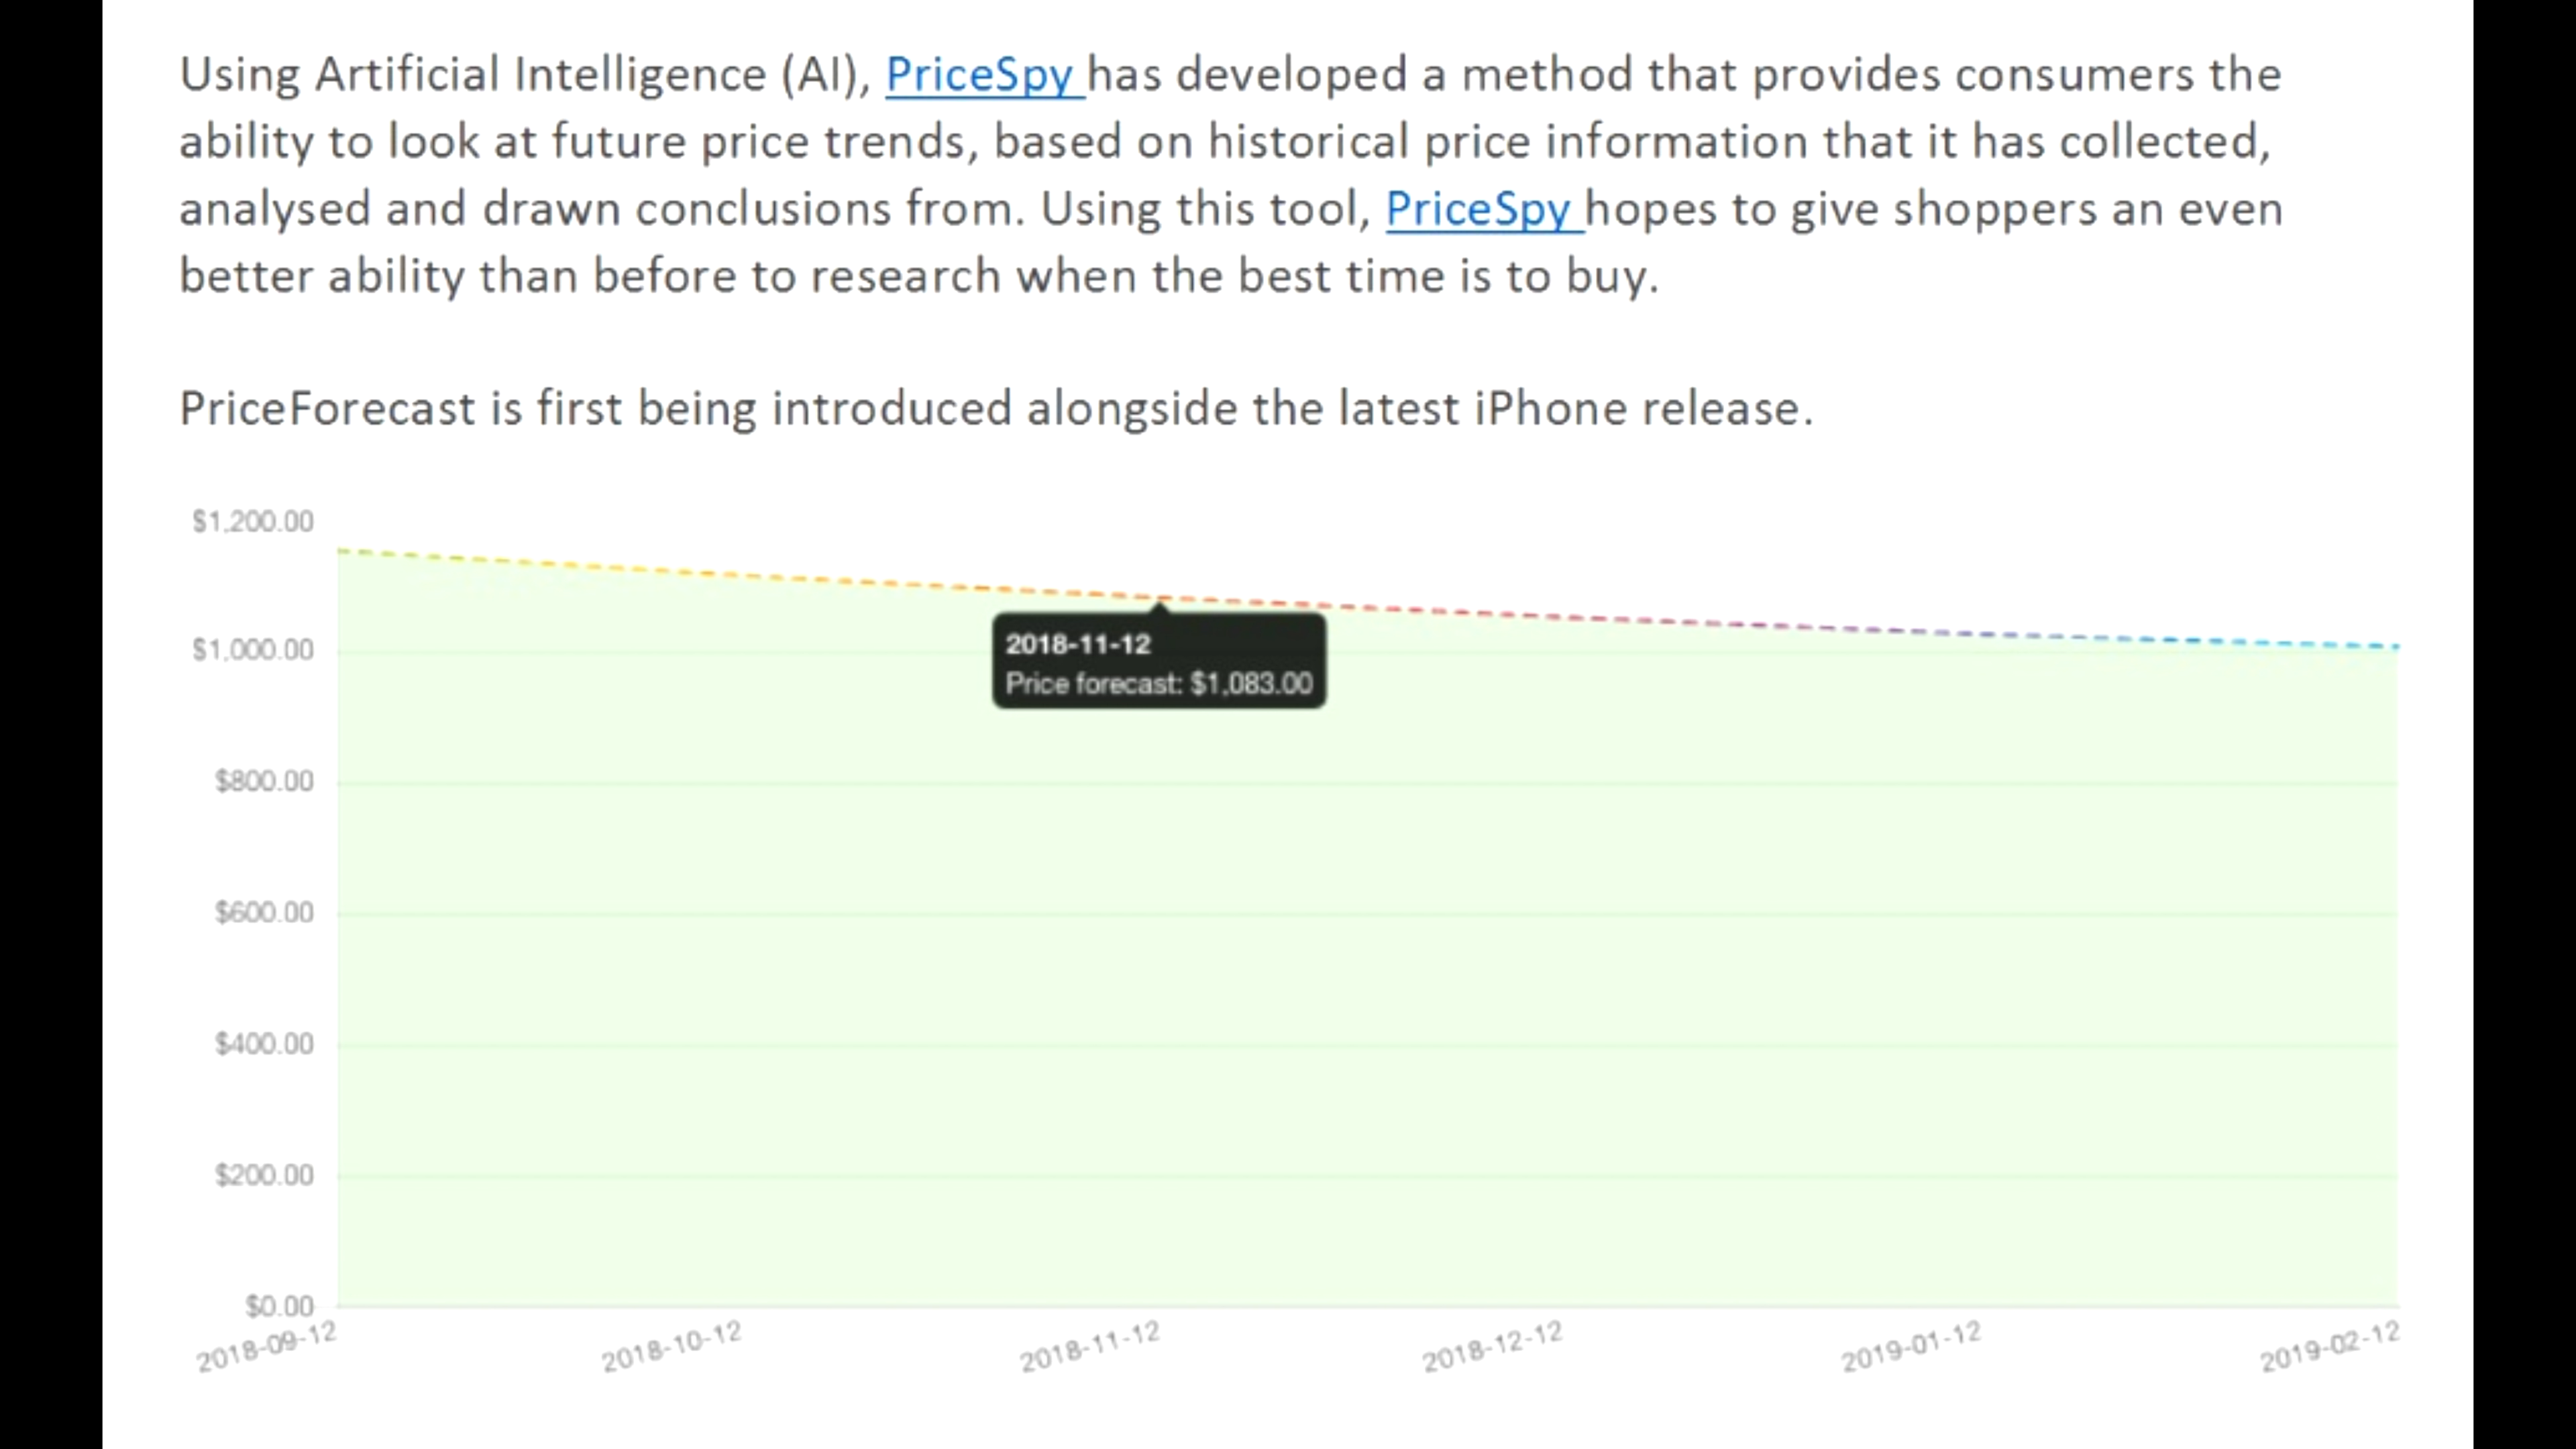 Using Artificial Intelligence (AI), PriceSpy has developed a method that provides consumers the
ability to look at future price trends, based on historical price information that it has collected,
analysed and drawn conclusions from. Using this tool, PriceSpy hopes to give shoppers an even
better ability than before to research when the best time is to buy.
PriceForecast is first being introduced alongside the latest iPhone release.
$1,200.00
$1,000.00
2018-11-12
Price forecast: $1,083.00
$800.00
$600.00
$400.00
$200.00
$0.00
2018-09-12 2018-10-12 2018-11-12 2018-12-12 2019-01-12 2019-02-12